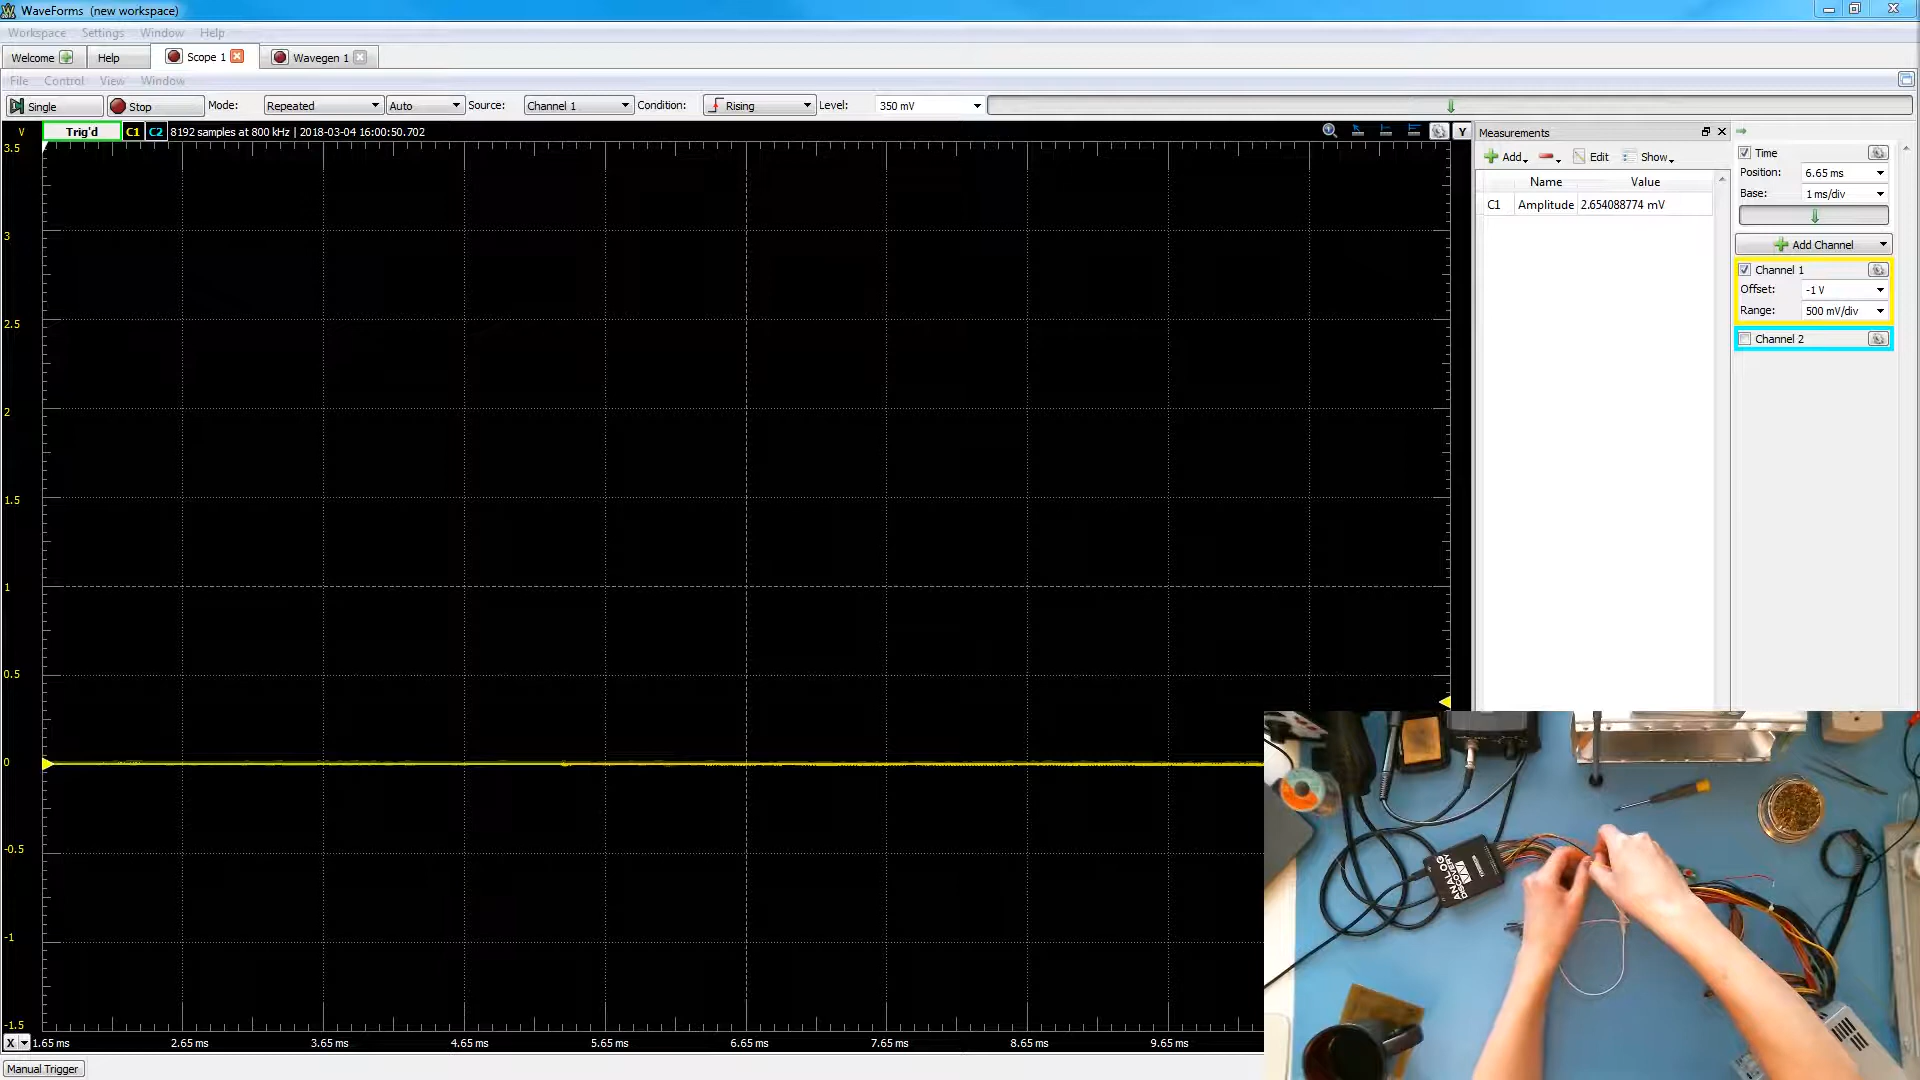 WaveForms (new workspace)
Workspace Settings Window Help
Welcome Help Scope 1 Wavegen 1
File Control View Window
Single Stop Mode: Repeated Auto Source: Channel 1 Condition: Rising Level: 350 mV
V Trig'd C1 C2 8192 samples at 800 kHz | 2018-03-04 16:00:50.702 Y
3.5
3
2.5
2
1.5
1
0.5
0
-0.5
-1
-1.5
X 1.65 ms 2.65 ms 3.65 ms 4.65 ms 5.65 ms 6.65 ms 7.65 ms 8.65 ms 9.65 ms
Manual Trigger
Measurements
Add Edit Show
Name Value
C1 Amplitude 2.654088774 mV
Time
Position: 6.65 ms
Base: 1 ms/div
Add Channel
Channel 1
Offset: -1 V
Range: 500 mV/div
Channel 2
ANALOG
DISCOVERY